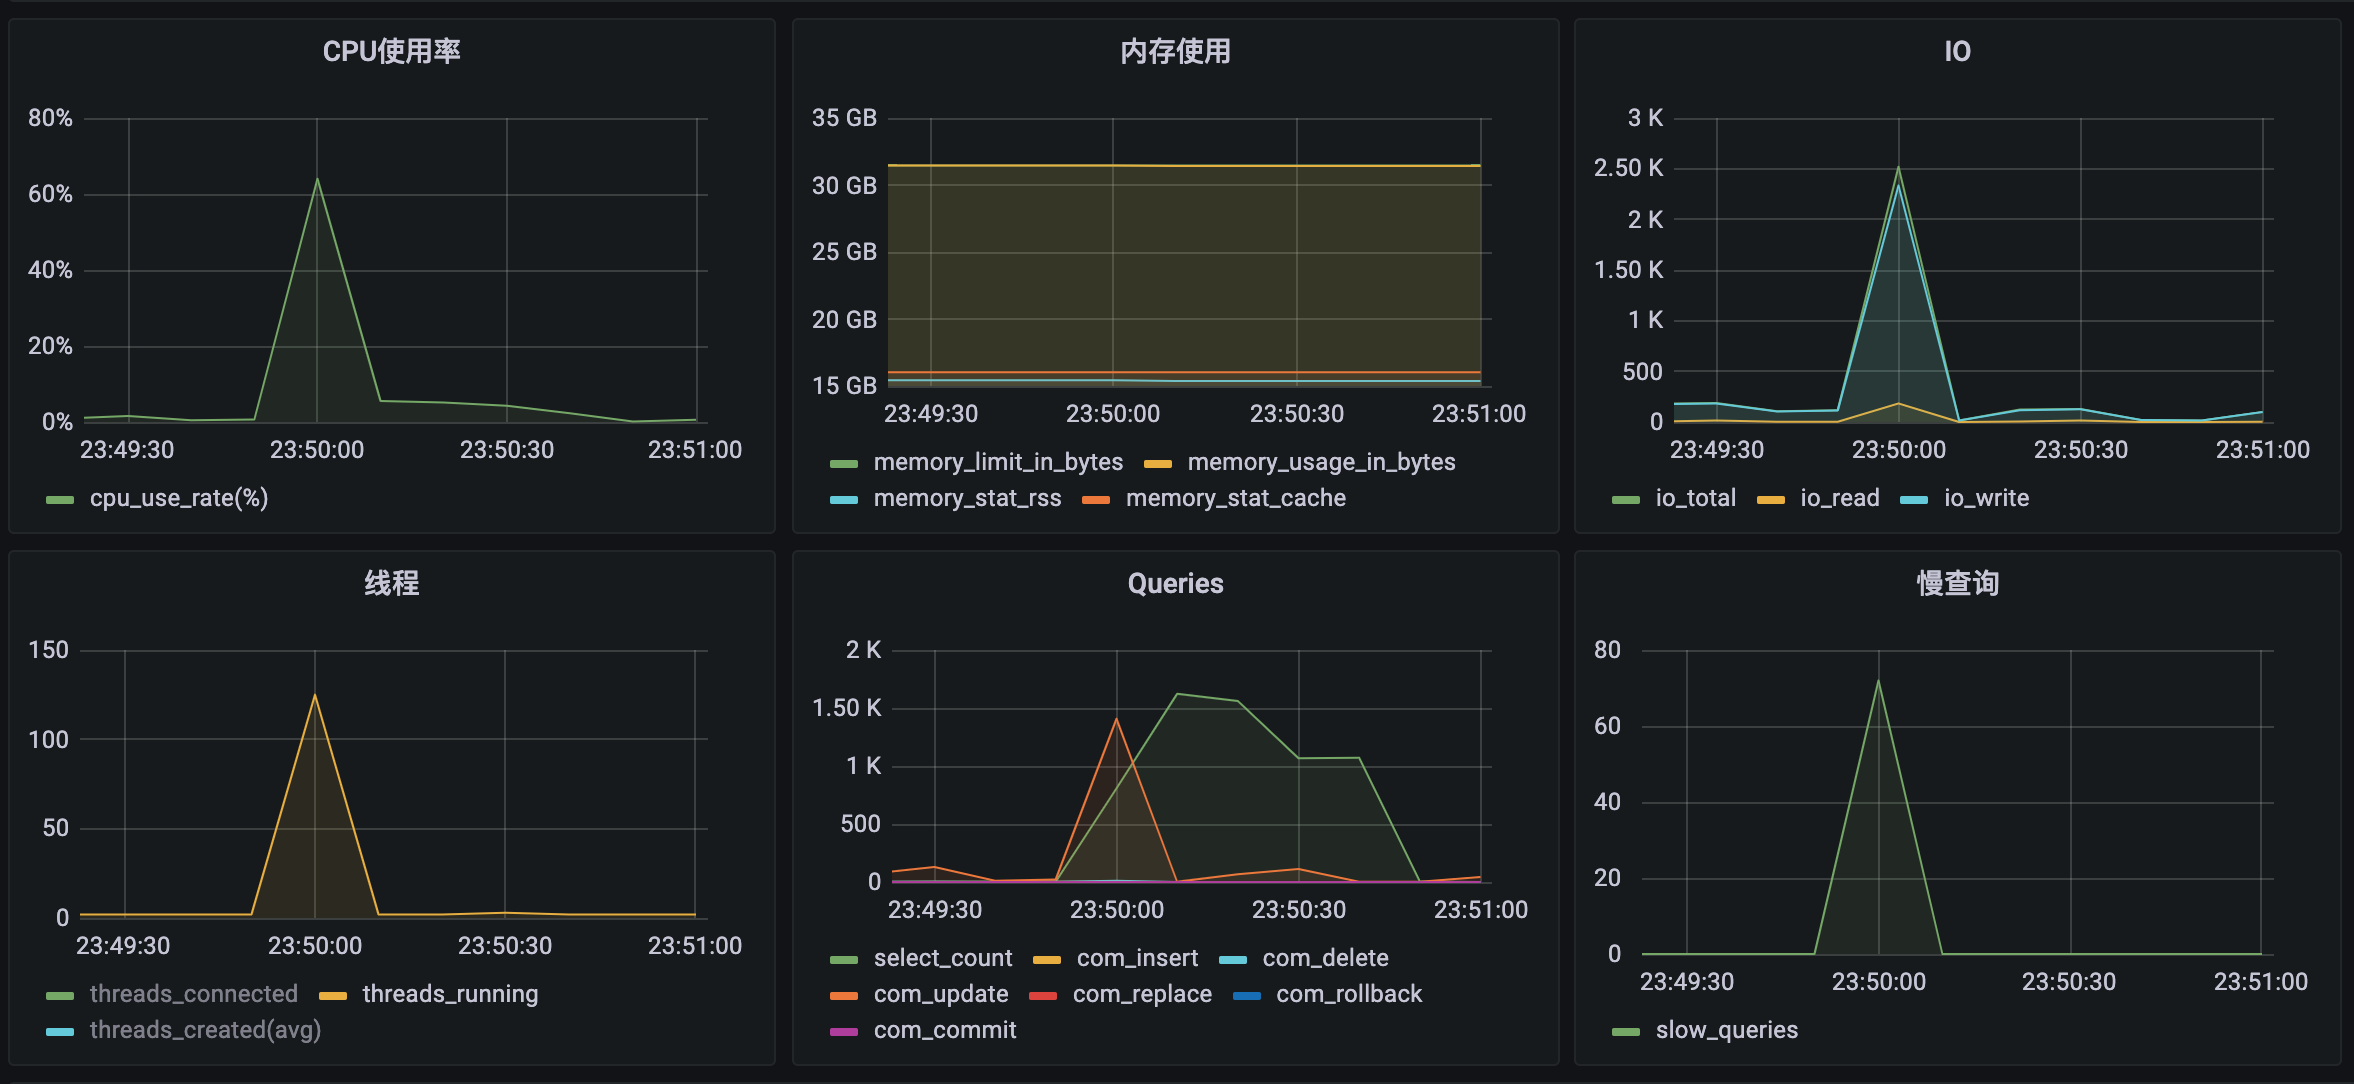 CPU使用率
80%
60%
40%
20%
0%
23:49:30 23:50:00 23:50:30 23:51:00
cpu_use_rate(%)
内存使用
35 GB
30 GB
25 GB
20 GB
15 GB
23:49:30 23:50:00 23:50:30 23:51:00
memory_limit_in_bytes memory_usage_in_bytes
memory_stat_rss memory_stat_cache
IO
3 K
2.50 K
2 K
1.50 K
1 K
500
0
23:49:30 23:50:00 23:50:30 23:51:00
io_total io_read io_write
线程
150
100
50
0
23:49:30 23:50:00 23:50:30 23:51:00
threads_connected threads_running
threads_created(avg)
Queries
2 K
1.50 K
1 K
500
0
23:49:30 23:50:00 23:50:30 23:51:00
select_count com_insert com_delete
com_update com_replace com_rollback
com_commit
慢查询
80
60
40
20
0
23:49:30 23:50:00 23:50:30 23:51:00
slow_queries